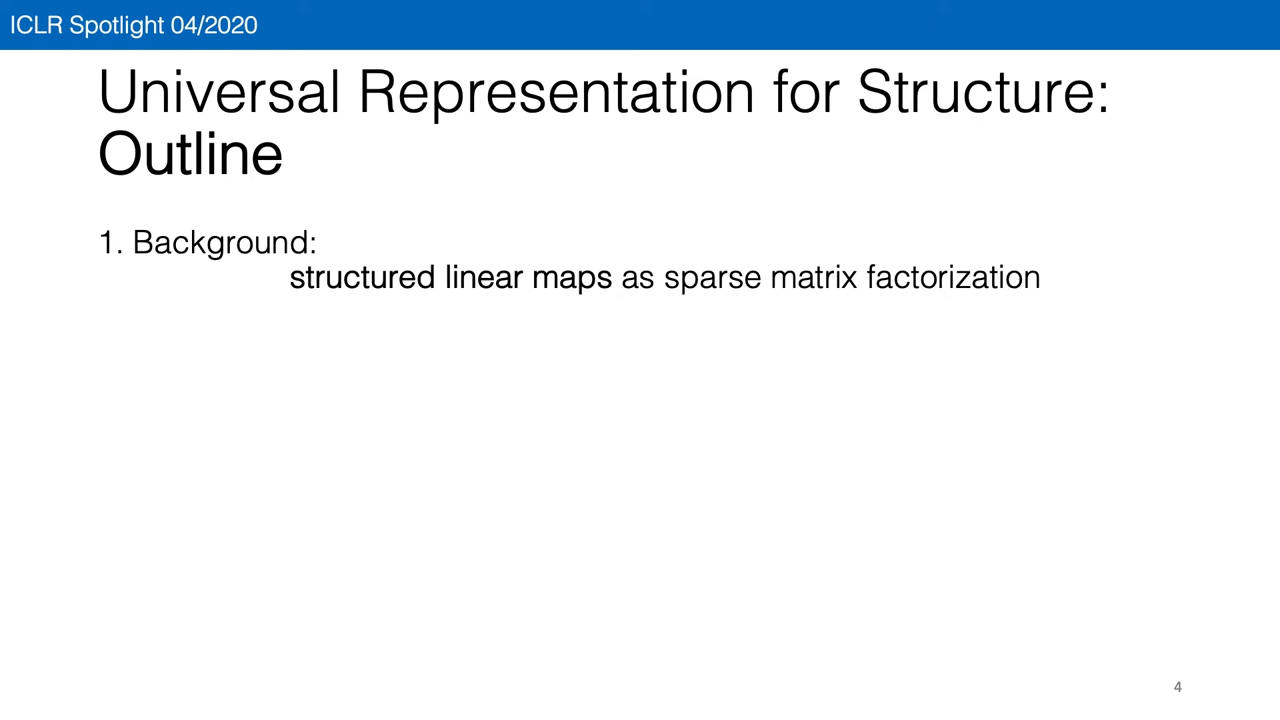 ICLR Spotlight 04/2020
Universal Representation for Structure:
Outline
1. Background:
structured linear maps as sparse matrix factorization
4